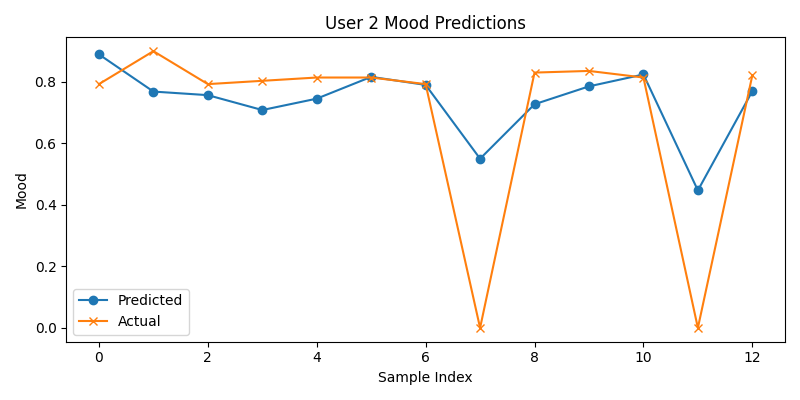 User 2 Mood Predictions
Mood
0.8
0.6
0.4
0.2
0.0
Predicted
Actual
0 2 4 6 8 10 12
Sample Index